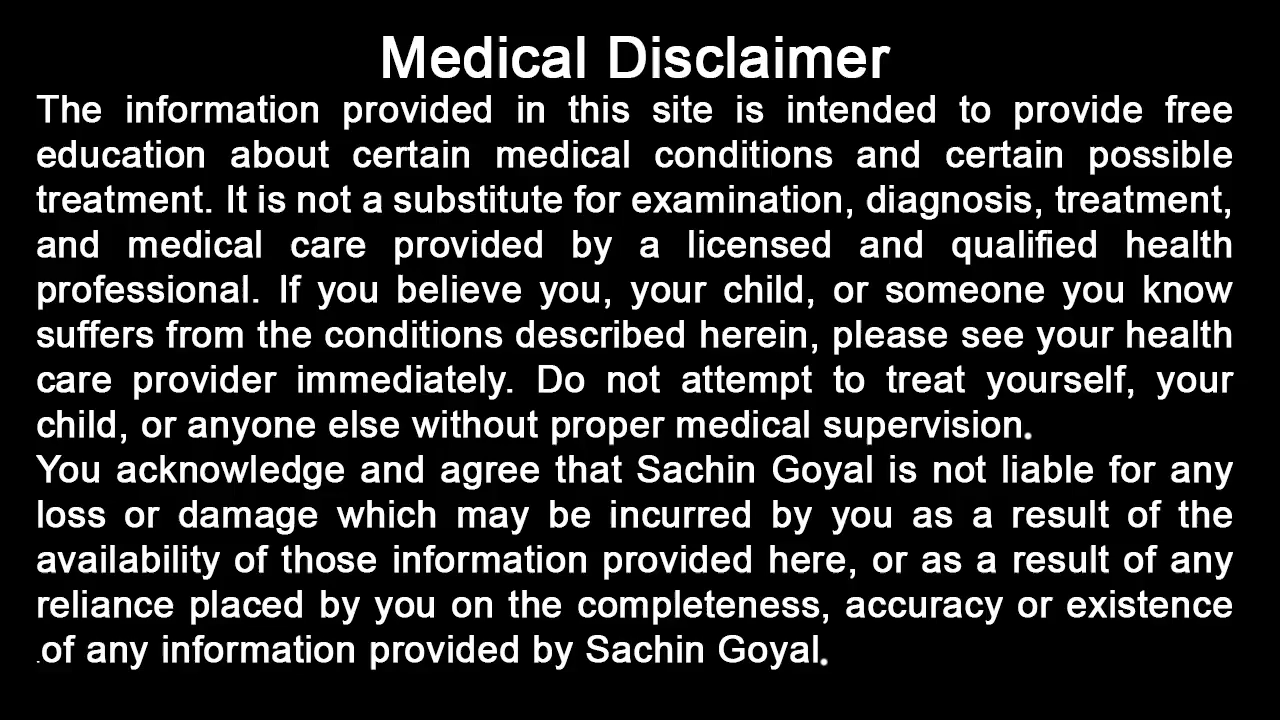 Medical Disclaimer
The information provided in this site is intended to provide free
education about certain medical conditions and certain possible
treatment. It is not a substitute for examination, diagnosis, treatment,
and medical care provided by a licensed and qualified health
professional. If you believe you, your child, or someone you know
suffers from the conditions described herein, please see your health
care provider immediately. Do not attempt to treat yourself, your
child, or anyone else without proper medical supervision.
You acknowledge and agree that Sachin Goyal is not liable for any
loss or damage which may be incurred by you as a result of the
availability of those information provided here, or as a result of any
reliance placed by you on the completeness, accuracy or existence
.of any information provided by Sachin Goyal.